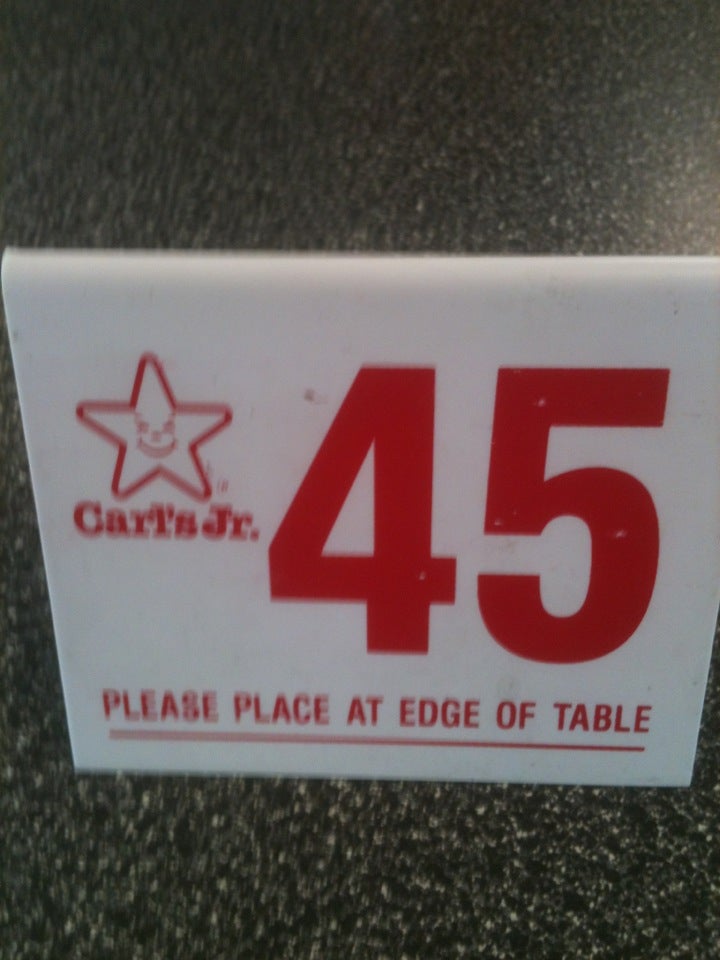 Carl's Jr.
45
PLEASE PLACE AT EDGE OF TABLE